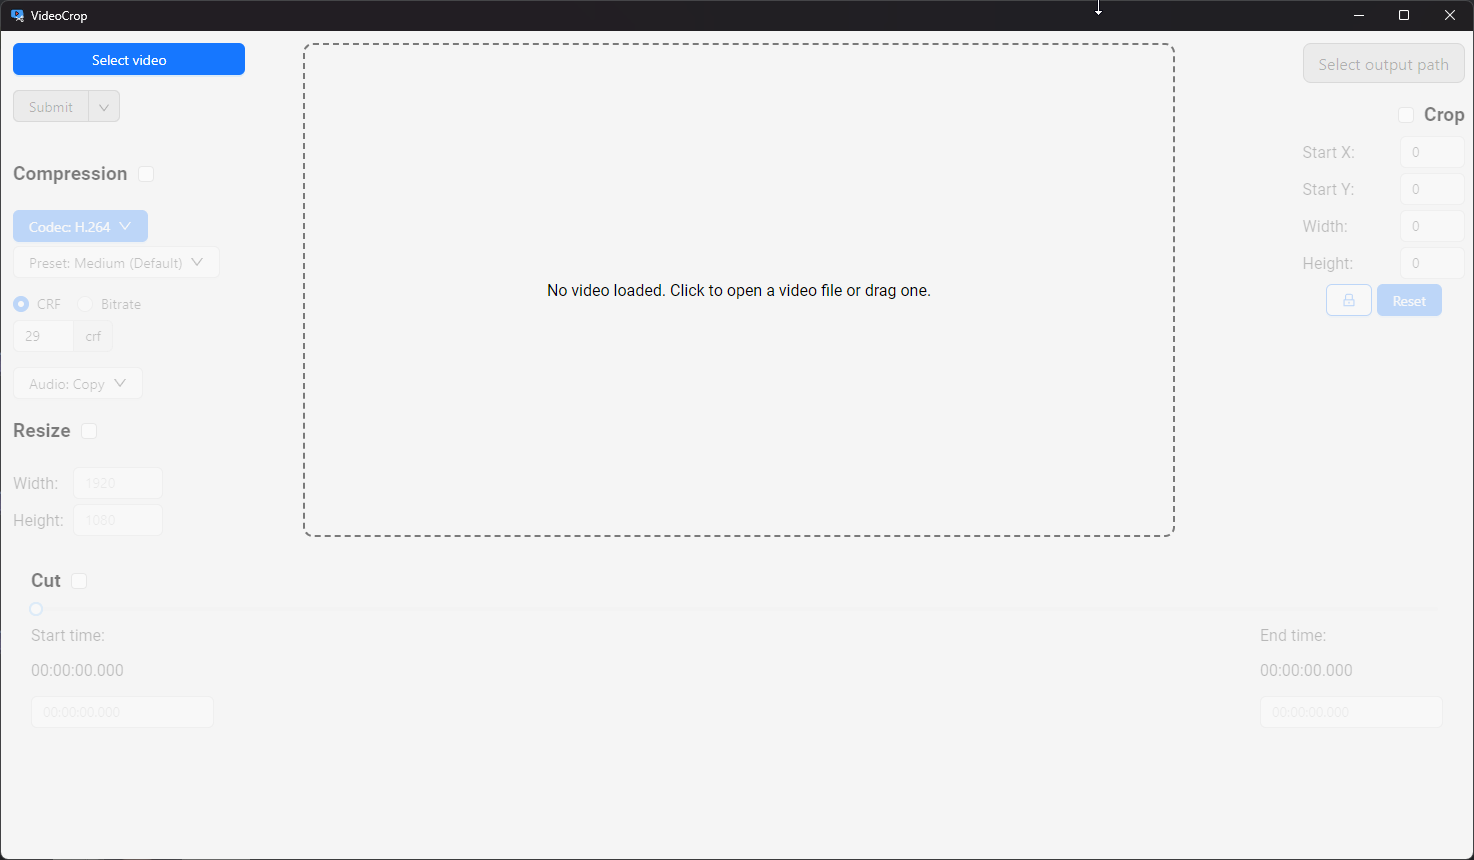 VideoCrop
Select video
Submit
Compression
Codec: H.264
Preset: Medium (Default)
CRF Bitrate
29 crf
Audio: Copy
Resize
Width: 1920
Height: 1080
No video loaded. Click to open a video file or drag one.
Select output path
Crop
Start X: 0
Start Y: 0
Width: 0
Height: 0
Reset
Cut
Start time:
00:00:00.000
00:00:00.000
End time:
00:00:00.000
00:00:00.000